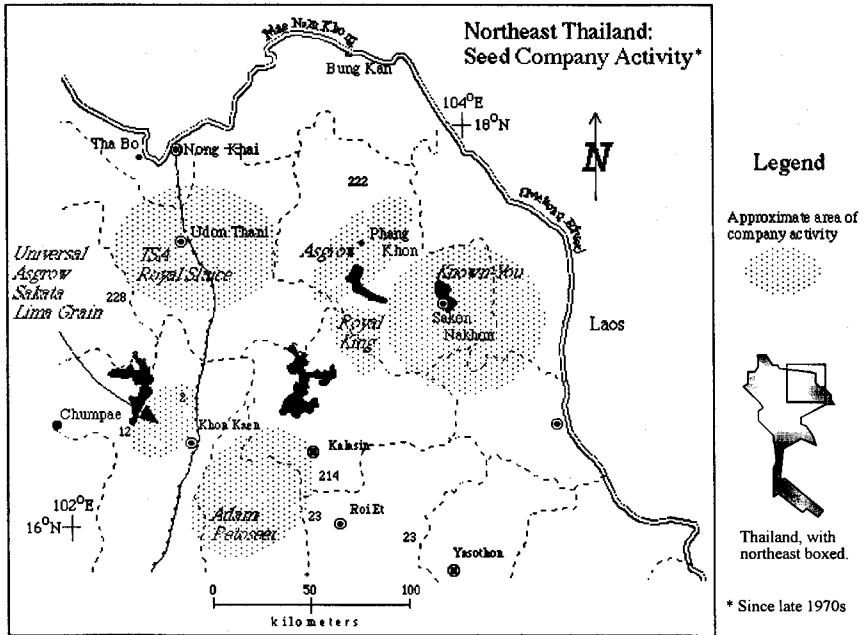 Northeast Thailand:
Seed Company Activity*
Mae Nam Khong
Bung Kan
104°E
18°N
N
Tha Bo
Nong Khai
222
Udon Thani
TSA
Royal Sluice
Asgrow
Phang
Khon
Known-You
Universal
Asgrow
Sakata
Lima Grain
228
Royal
King
Sakon
Nakhon
Laos
2
Chumpae
12
Khon Kaen
Kalasin
214
102°E
16°N
Adam
Petoseed
23
Roi Et
23
Yasothon
0 50 100
kilometers
Legend
Approximate area of
company activity
Thailand, with
northeast boxed.
* Since late 1970s